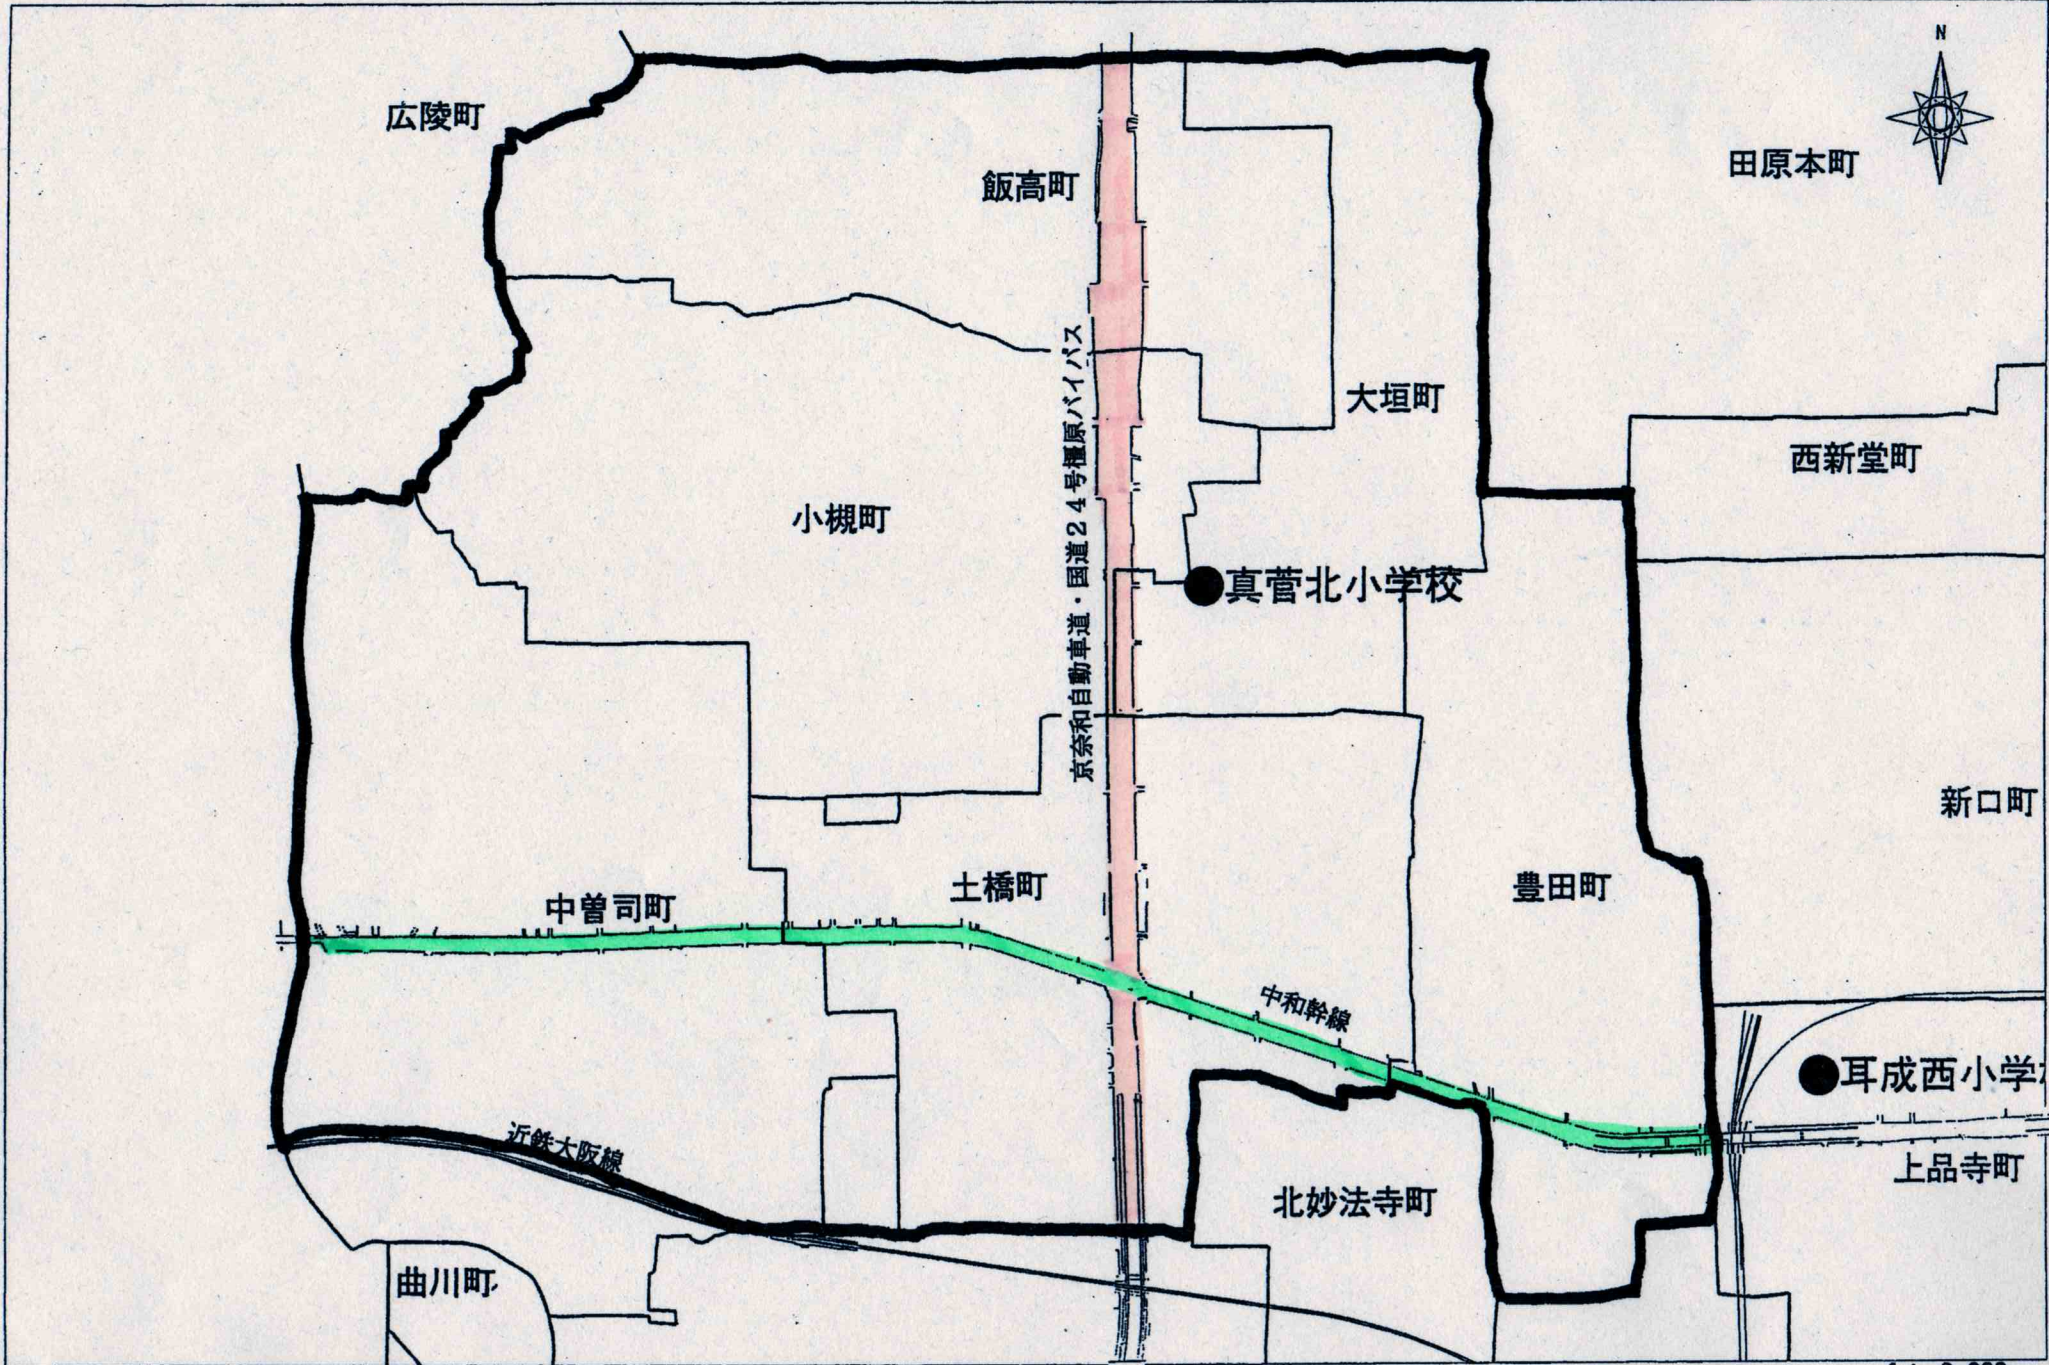 N
広陵町
飯高町
田原本町
京奈和自動車道・国道24号橿原バイパス
大垣町
西新堂町
小槻町
真菅北小学校
新口町
土橋町
豊田町
中曽司町
中和幹線
耳成西小学
近鉄大阪線
上品寺町
北妙法寺町
曲川町